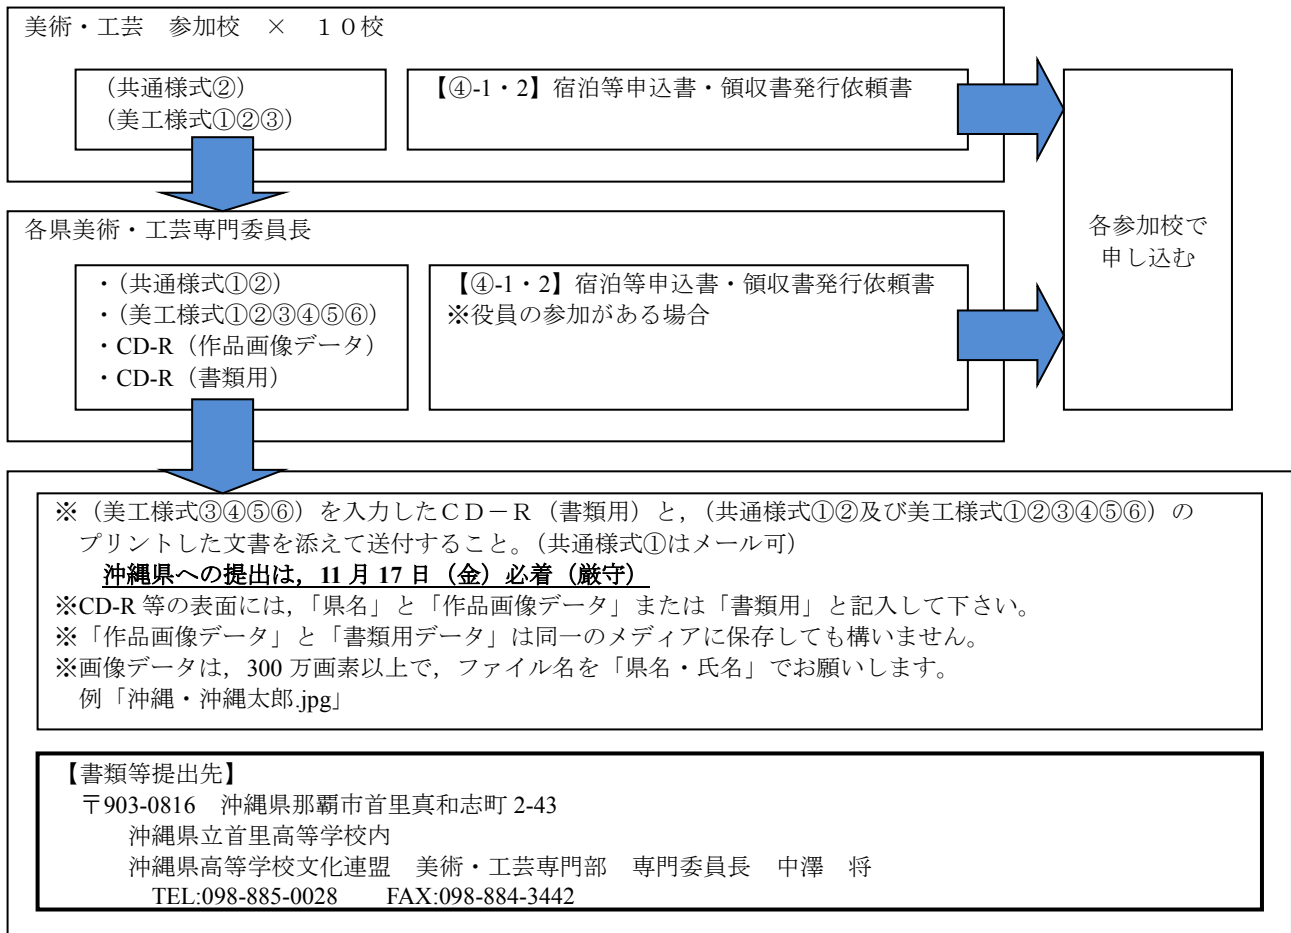 美術・工芸　参加校　×　１０校
（共通様式②）
（美工様式①②③）
【④-1・2】宿泊等申込書・領収書発行依頼書
各県美術・工芸専門委員長
・（共通様式①②）
・（美工様式①②③④⑤⑥）
・CD-R（作品画像データ）
・CD-R（書類用）
【④-1・2】宿泊等申込書・領収書発行依頼書
※役員の参加がある場合
各参加校で
申し込む
※（美工様式③④⑤⑥）を入力したＣＤ－Ｒ（書類用）と，（共通様式①②及び美工様式①②③④⑤⑥）の
プリントした文書を添えて送付すること。（共通様式①はメール可）
沖縄県への提出は，11 月 17 日（金）必着（厳守）
※CD-R 等の表面には，「県名」と「作品画像データ」または「書類用」と記入して下さい。
※「作品画像データ」と「書類用データ」は同一のメディアに保存しても構いません。
※画像データは，300 万画素以上で，ファイル名を「県名・氏名」でお願いします。
例「沖縄・沖縄太郎.jpg」
【書類等提出先】
〒903-0816　沖縄県那覇市首里真和志町 2-43
沖縄県立首里高等学校内
沖縄県高等学校文化連盟　美術・工芸専門部　専門委員長　中澤　将
TEL:098-885-0028　　FAX:098-884-3442